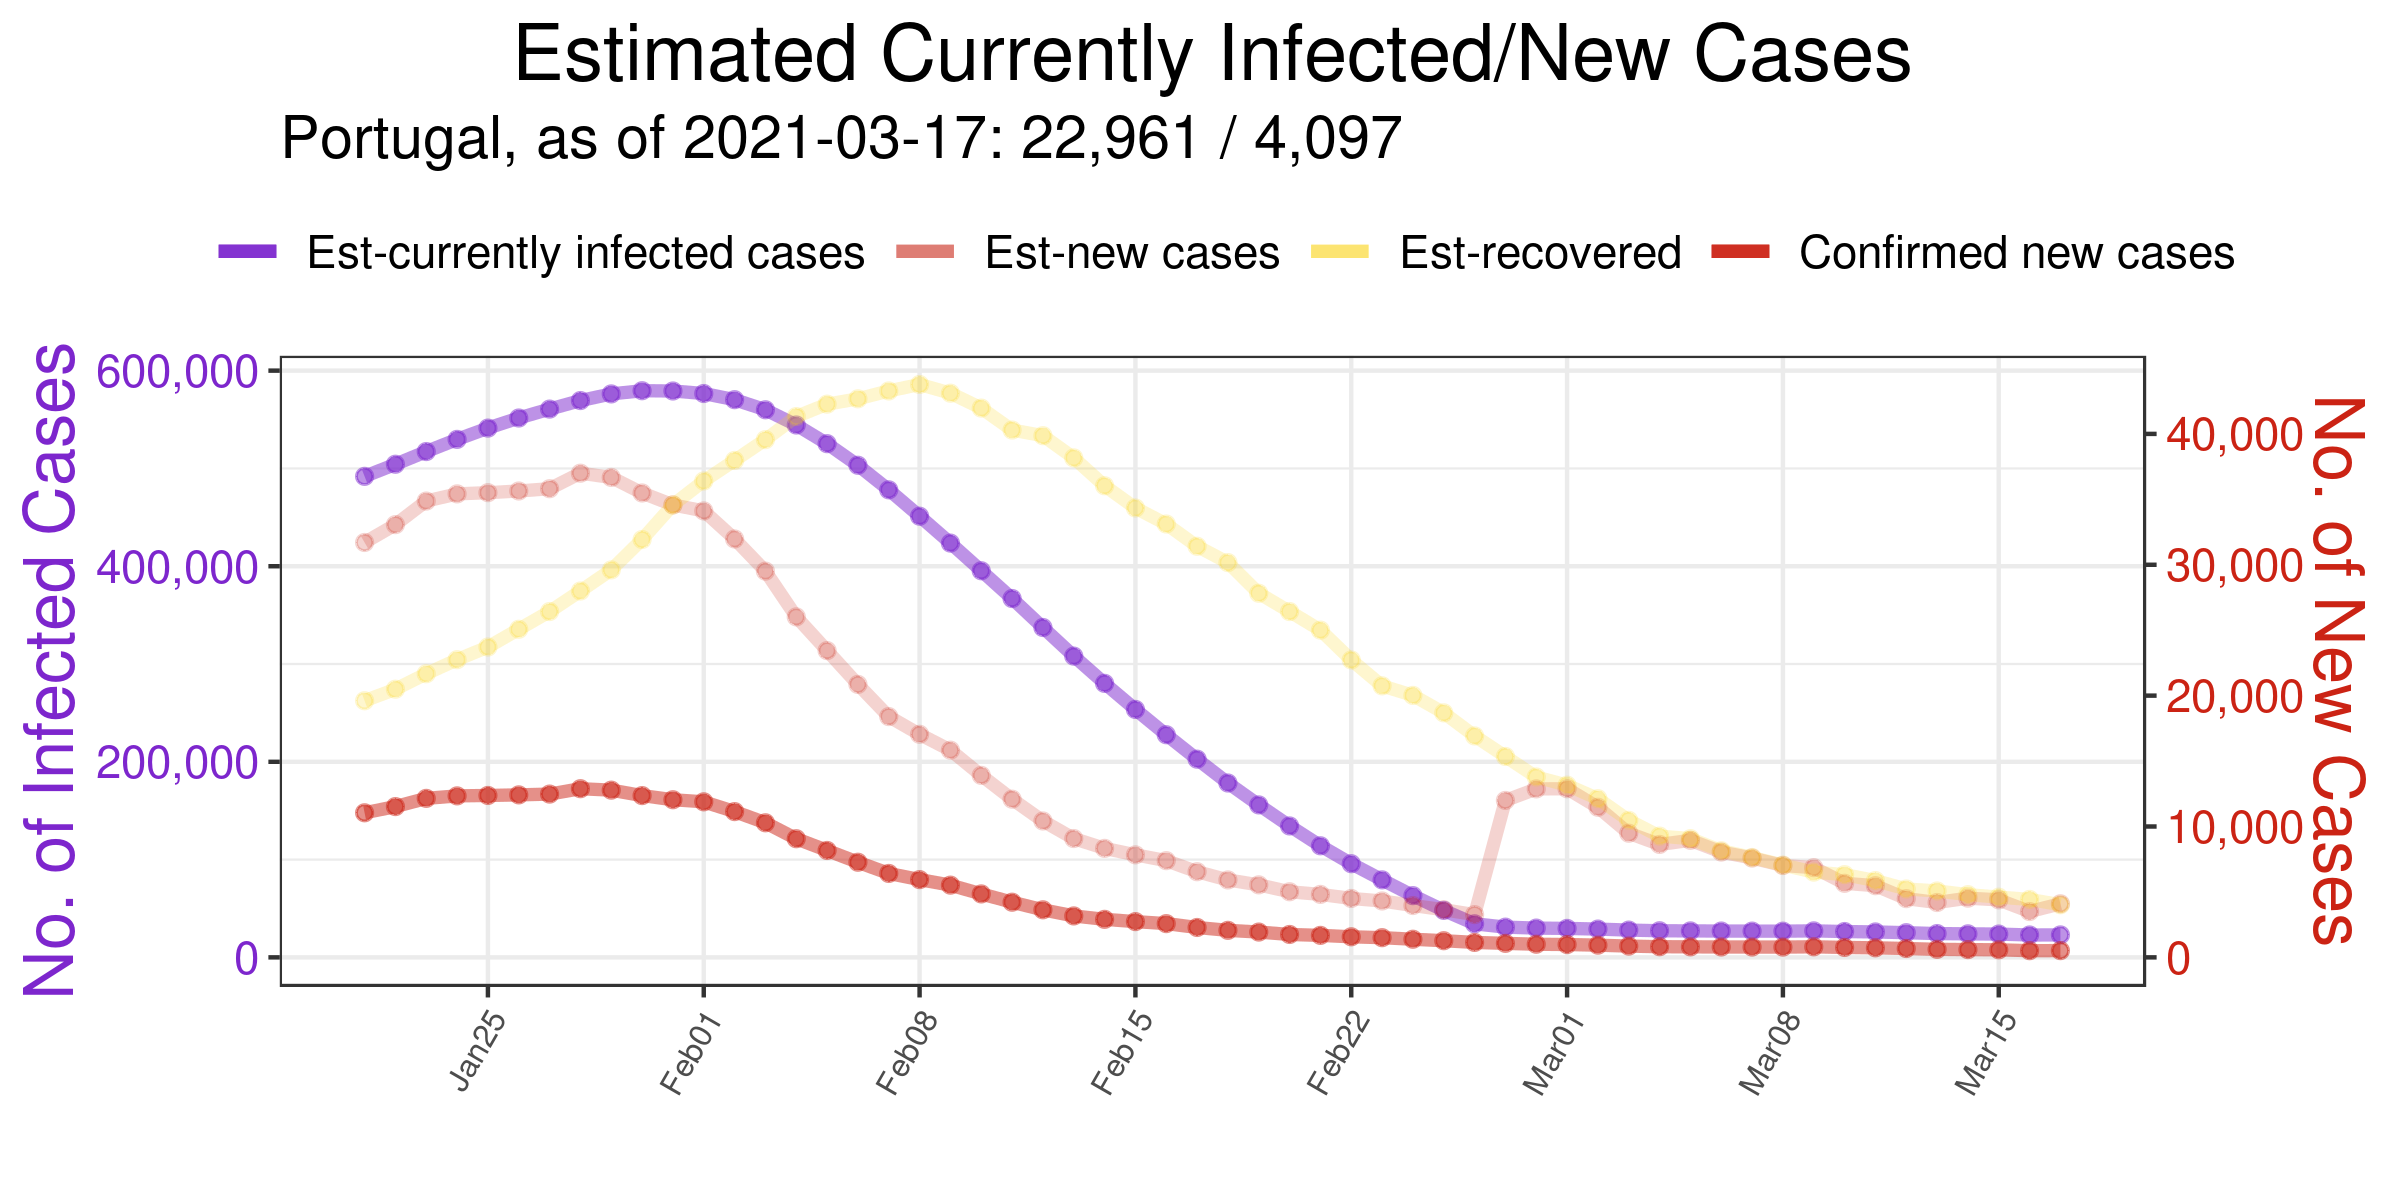 Estimated Currently Infected/New Cases
Portugal, as of 2021-03-17: 22,961 / 4,097
Est-currently infected cases Est-new cases Est-recovered Confirmed new cases
No. of Infected Cases
600,000
400,000
200,000
0
40,000
30,000
20,000
10,000
0
No. of New Cases
Jan25 Feb01 Feb08 Feb15 Feb22 Mar01 Mar08 Mar15